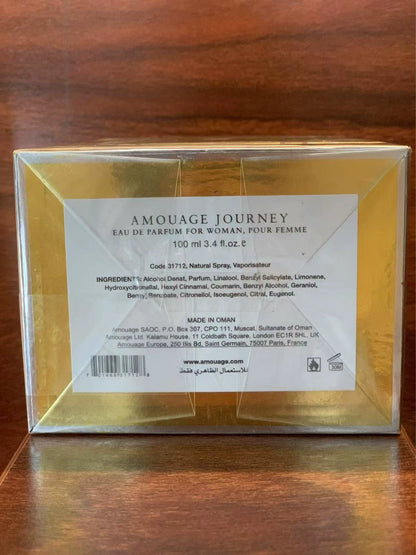 AMOUAGE JOURNEY
EAU DE PARFUM FOR WOMAN, POUR FEMME
100 ml 3.4 fl.oz. e
Code 31712, Natural Spray, Vaporisateur
INGREDIENTS: Alcohol Denat, Parfum, Linalool, Benzyl Salicylate, Limonene,
Hydroxycitronellal, Hexyl Cinnamal, Coumarin, Benzyl Alcohol, Geraniol,
Benzyl Benzoate, Citronellol, Isoeugenol, Citral, Eugenol.
MADE IN OMAN
Amouage SAOC, P.O. Box 307, CPO 111, Muscat, Sultanate of Oman
Amouage Ltd. Kalamu House, 11 Coldbath Square, London EC1R 5HL, UK
Amouage Europe, 250 Bis Bd, Saint Germain, 75007 Paris, France
www.amouage.com
للاستعمال الظاهري فقط
30M